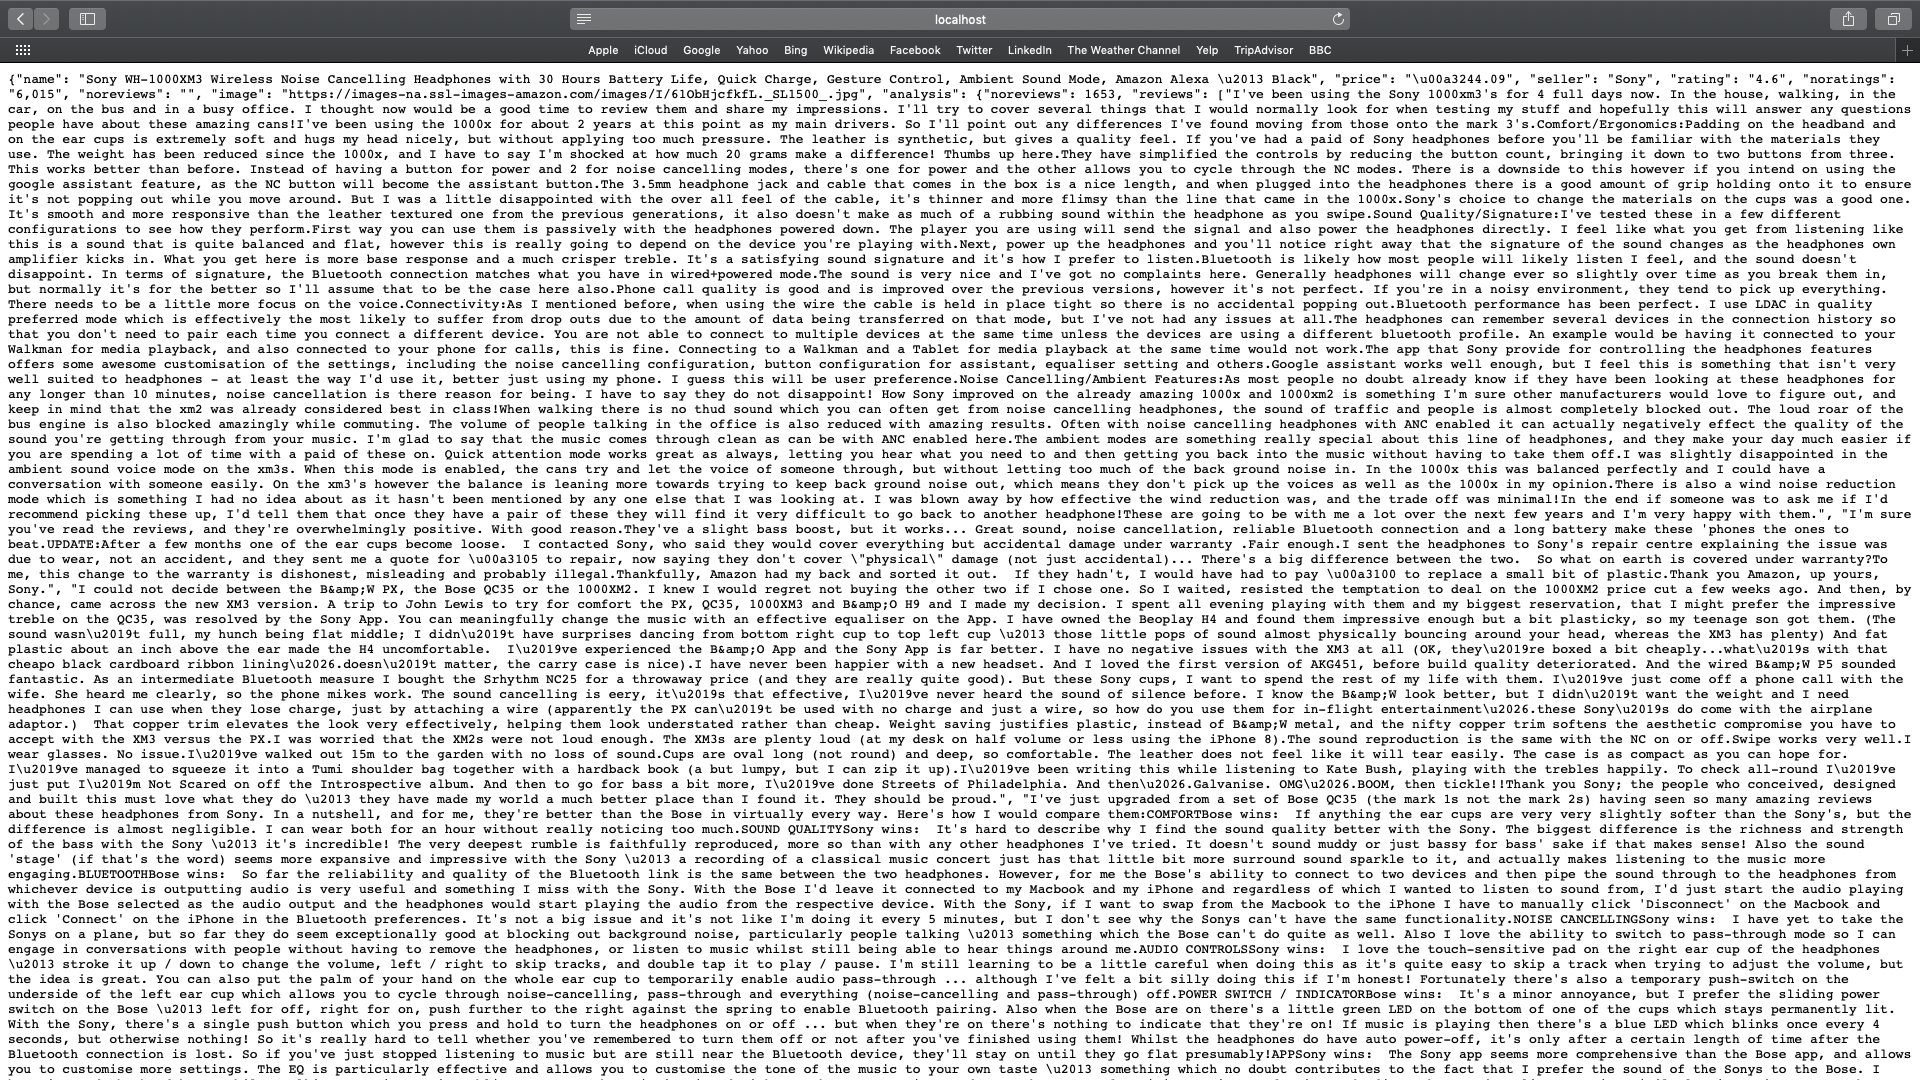 localhost
Apple iCloud Google Yahoo Bing Wikipedia Facebook Twitter LinkedIn The Weather Channel Yelp TripAdvisor BBC
{"name": "Sony WH-1000XM3 Wireless Noise Cancelling Headphones with 30 Hours Battery Life, Quick Charge, Gesture Control, Ambient Sound Mode, Amazon Alexa \u2013 Black", "price": "\u00a3244.09", "seller": "Sony", "rating": "4.6", "noratings":
"6,015", "noreviews": "", "image": "https://images-na.ssl-images-amazon.com/images/I/61ObHjcfkfL._SL1500_.jpg", "analysis": {"noreviews": 1653, "reviews": ["I've been using the Sony 1000xm3's for 4 full days now. In the house, walking, in the
car, on the bus and in a busy office. I thought now would be a good time to review them and share my impressions. I'll try to cover several things that I would normally look for when testing my stuff and hopefully this will answer any questions
people have about these amazing cans!I've been using the 1000x for about 2 years at this point as my main drivers. So I'll point out any differences I've found moving from those onto the mark 3's.Comfort/Ergonomics:Padding on the headband and
on the ear cups is extremely soft and hugs my head nicely, but without applying too much pressure. The leather is synthetic, but gives a quality feel. If you've had a paid of Sony headphones before you'll be familiar with the materials they
use. The weight has been reduced since the 1000x, and I have to say I'm shocked at how much 20 grams make a difference! Thumbs up here.They have simplified the controls by reducing the button count, bringing it down to two buttons from three.
This works better than before. Instead of having a button for power and 2 for noise cancelling modes, there's one for power and the other allows you to cycle through the NC modes. There is a downside to this however if you intend on using the
google assistant feature, as the NC button will become the assistant button.The 3.5mm headphone jack and cable that comes in the box is a nice length, and when plugged into the headphones there is a good amount of grip holding onto it to ensure
it's not popping out while you move around. But I was a little disappointed with the over all feel of the cable, it's thinner and more flimsy than the line that came in the 1000x.Sony's choice to change the materials on the cups was a good one.
It's smooth and more responsive than the leather textured one from the previous generations, it also doesn't make as much of a rubbing sound within the headphone as you swipe.Sound Quality/Signature:I've tested these in a few different
configurations to see how they perform.First way you can use them is passively with the headphones powered down. The player you are using will send the signal and also power the headphones directly. I feel like what you get from listening like
this is a sound that is quite balanced and flat, however this is really going to depend on the device you're playing with.Next, power up the headphones and you'll notice right away that the signature of the sound changes as the headphones own
amplifier kicks in. What you get here is more base response and a much crisper treble. It's a satisfying sound signature and it's how I prefer to listen.Bluetooth is likely how most people will likely listen I feel, and the sound doesn't
disappoint. In terms of signature, the Bluetooth connection matches what you have in wired+powered mode.The sound is very nice and I've got no complaints here. Generally headphones will change ever so slightly over time as you break them in,
but normally it's for the better so I'll assume that to be the case here also.Phone call quality is good and is improved over the previous versions, however it's not perfect. If you're in a noisy environment, they tend to pick up everything.
There needs to be a little more focus on the voice.Connectivity:As I mentioned before, when using the wire the cable is held in place tight so there is no accidental popping out.Bluetooth performance has been perfect. I use LDAC in quality
preferred mode which is effectively the most likely to suffer from drop outs due to the amount of data being transferred on that mode, but I've not had any issues at all.The headphones can remember several devices in the connection history so
that you don't need to pair each time you connect a different device. You are not able to connect to multiple devices at the same time unless the devices are using a different bluetooth profile. An example would be having it connected to your
Walkman for media playback, and also connected to your phone for calls, this is fine. Connecting to a Walkman and a Tablet for media playback at the same time would not work.The app that Sony provide for controlling the headphones features
offers some awesome customisation of the settings, including the noise cancelling configuration, button configuration for assistant, equaliser setting and others.Google assistant works well enough, but I feel this is something that isn't very
well suited to headphones - at least the way I'd use it, better just using my phone. I guess this will be user preference.Noise Cancelling/Ambient Features:As most people no doubt already know if they have been looking at these headphones for
any longer than 10 minutes, noise cancellation is there reason for being. I have to say they do not disappoint! How Sony improved on the already amazing 1000x and 1000xm2 is something I'm sure other manufacturers would love to figure out, and
keep in mind that the xm2 was already considered best in class!When walking there is no thud sound which you can often get from noise cancelling headphones, the sound of traffic and people is almost completely blocked out. The loud roar of the
bus engine is also blocked amazingly while commuting. The volume of people talking in the office is also reduced with amazing results. Often with noise cancelling headphones with ANC enabled it can actually negatively effect the quality of the
sound you're getting through from your music. I'm glad to say that the music comes through clean as can be with ANC enabled here.The ambient modes are something really special about this line of headphones, and they make your day much easier if
you are spending a lot of time with a paid of these on. Quick attention mode works great as always, letting you hear what you need to and then getting you back into the music without having to take them off.I was slightly disappointed in the
ambient sound voice mode on the xm3s. When this mode is enabled, the cans try and let the voice of someone through, but without letting too much of the back ground noise in. In the 1000x this was balanced perfectly and I could have a
conversation with someone easily. On the xm3's however the balance is leaning more towards trying to keep back ground noise out, which means they don't pick up the voices as well as the 1000x in my opinion.There is also a wind noise reduction
mode which is something I had no idea about as it hasn't been mentioned by any one else that I was looking at. I was blown away by how effective the wind reduction was, and the trade off was minimal!In the end if someone was to ask me if I'd
recommend picking these up, I'd tell them that once they have a pair of these they will find it very difficult to go back to another headphone!These are going to be with me a lot over the next few years and I'm very happy with them.", "I'm sure
you've read the reviews, and they're overwhelmingly positive. With good reason.They've a slight bass boost, but it works... Great sound, noise cancellation, reliable Bluetooth connection and a long battery make these 'phones the ones to
beat.UPDATE:After a few months one of the ear cups become loose.  I contacted Sony, who said they would cover everything but accidental damage under warranty .Fair enough.I sent the headphones to Sony's repair centre explaining the issue was
due to wear, not an accident, and they sent me a quote for \u00a3105 to repair, now saying they don't cover \"physical\" damage (not just accidental)... There's a big difference between the two.  So what on earth is covered under warranty?To
me, this change to the warranty is dishonest, misleading and probably illegal.Thankfully, Amazon had my back and sorted it out.  If they hadn't, I would have had to pay \u00a3100 to replace a small bit of plastic.Thank you Amazon, up yours,
Sony.", "I could not decide between the B&amp;W PX, the Bose QC35 or the 1000XM2. I knew I would regret not buying the other two if I chose one. So I waited, resisted the temptation to deal on the 1000XM2 price cut a few weeks ago. And then, by
chance, came across the new XM3 version. A trip to John Lewis to try for comfort the PX, QC35, 1000XM3 and B&amp;O H9 and I made my decision. I spent all evening playing with them and my biggest reservation, that I might prefer the impressive
treble on the QC35, was resolved by the Sony App. You can meaningfully change the music with an effective equaliser on the App. I have owned the Beoplay H4 and found them impressive enough but a bit plasticky, so my teenage son got them. (The
sound wasn\u2019t full, my hunch being flat middle; I didn\u2019t have surprises dancing from bottom right cup to top left cup \u2013 those little pops of sound almost physically bouncing around your head, whereas the XM3 has plenty) And fat
plastic about an inch above the ear made the H4 uncomfortable.  I\u2019ve experienced the B&amp;O App and the Sony App is far better. I have no negative issues with the XM3 at all (OK, they\u2019re boxed a bit cheaply...what\u2019s with that
cheapo black cardboard ribbon lining\u2026.doesn\u2019t matter, the carry case is nice).I have never been happier with a new headset. And I loved the first version of AKG451, before build quality deteriorated. And the wired B&amp;W P5 sounded
fantastic. As an intermediate Bluetooth measure I bought the Srhythm NC25 for a throwaway price (and they are really quite good). But these Sony cups, I want to spend the rest of my life with them. I\u2019ve just come off a phone call with the
wife. She heard me clearly, so the phone mikes work. The sound cancelling is eery, it\u2019s that effective, I\u2019ve never heard the sound of silence before. I know the B&amp;W look better, but I didn\u2019t want the weight and I need
headphones I can use when they lose charge, just by attaching a wire (apparently the PX can\u2019t be used with no charge and just a wire, so how do you use them for in-flight entertainment\u2026.these Sony\u2019s do come with the airplane
adaptor.)  That copper trim elevates the look very effectively, helping them look understated rather than cheap. Weight saving justifies plastic, instead of B&amp;W metal, and the nifty copper trim softens the aesthetic compromise you have to
accept with the XM3 versus the PX.I was worried that the XM2s were not loud enough. The XM3s are plenty loud (at my desk on half volume or less using the iPhone 8).The sound reproduction is the same with the NC on or off.Swipe works very well.I
wear glasses. No issue.I\u2019ve walked out 15m to the garden with no loss of sound.Cups are oval long (not round) and deep, so comfortable. The leather does not feel like it will tear easily. The case is as compact as you can hope for.
I\u2019ve managed to squeeze it into a Tumi shoulder bag together with a hardback book (a but lumpy, but I can zip it up).I\u2019ve been writing this while listening to Kate Bush, playing with the trebles happily. To check all-round I\u2019ve
just put I\u2019m Not Scared on off the Introspective album. And then to go for bass a bit more, I\u2019ve done Streets of Philadelphia. And then\u2026.Galvanise. OMG\u2026.BOOM, then tickle!!Thank you Sony; the people who conceived, designed
and built this must love what they do \u2013 they have made my world a much better place than I found it. They should be proud.", "I've just upgraded from a set of Bose QC35 (the mark 1s not the mark 2s) having seen so many amazing reviews
about these headphones from Sony. In a nutshell, and for me, they're better than the Bose in virtually every way. Here's how I would compare them:COMFORTBose wins:  If anything the ear cups are very very slightly softer than the Sony's, but the
difference is almost negligible. I can wear both for an hour without really noticing too much.SOUND QUALITYSony wins:  It's hard to describe why I find the sound quality better with the Sony. The biggest difference is the richness and strength
of the bass with the Sony \u2013 it's incredible! The very deepest rumble is faithfully reproduced, more so than with any other headphones I've tried. It doesn't sound muddy or just bassy for bass' sake if that makes sense! Also the sound
'stage' (if that's the word) seems more expansive and impressive with the Sony \u2013 a recording of a classical music concert just has that little bit more surround sound sparkle to it, and actually makes listening to the music more
engaging.BLUETOOTHBose wins:  So far the reliability and quality of the Bluetooth link is the same between the two headphones. However, for me the Bose's ability to connect to two devices and then pipe the sound through to the headphones from
whichever device is outputting audio is very useful and something I miss with the Sony. With the Bose I'd leave it connected to my Macbook and my iPhone and regardless of which I wanted to listen to sound from, I'd just start the audio playing
with the Bose selected as the audio output and the headphones would start playing the audio from the respective device. With the Sony, if I want to swap from the Macbook to the iPhone I have to manually click 'Disconnect' on the Macbook and
click 'Connect' on the iPhone in the Bluetooth preferences. It's not a big issue and it's not like I'm doing it every 5 minutes, but I don't see why the Sonys can't have the same functionality.NOISE CANCELLINGSony wins:  I have yet to take the
Sonys on a plane, but so far they do seem exceptionally good at blocking out background noise, particularly people talking \u2013 something which the Bose can't do quite as well. Also I love the ability to switch to pass-through mode so I can
engage in conversations with people without having to remove the headphones, or listen to music whilst still being able to hear things around me.AUDIO CONTROLSSony wins:  I love the touch-sensitive pad on the right ear cup of the headphones
\u2013 stroke it up / down to change the volume, left / right to skip tracks, and double tap it to play / pause. I'm still learning to be a little careful when doing this as it's quite easy to skip a track when trying to adjust the volume, but
the idea is great. You can also put the palm of your hand on the whole ear cup to temporarily enable audio pass-through ... although I've felt a bit silly doing this if I'm honest! Fortunately there's also a temporary push-switch on the
underside of the left ear cup which allows you to cycle through noise-cancelling, pass-through and everything (noise-cancelling and pass-through) off.POWER SWITCH / INDICATORBose wins:  It's a minor annoyance, but I prefer the sliding power
switch on the Bose \u2013 left for off, right for on, push further to the right against the spring to enable Bluetooth pairing. Also when the Bose are on there's a little green LED on the bottom of one of the cups which stays permanently lit.
With the Sony, there's a single push button which you press and hold to turn the headphones on or off ... but when they're on there's nothing to indicate that they're on! If music is playing then there's a blue LED which blinks once every 4
seconds, but otherwise nothing! So it's really hard to tell whether you've remembered to turn them off or not after you've finished using them! Whilst the headphones do have auto power-off, it's only after a certain length of time after the
Bluetooth connection is lost. So if you've just stopped listening to music but are still near the Bluetooth device, they'll stay on until they go flat presumably!APPSony wins:  The Sony app seems more comprehensive than the Bose app, and allows
you to customise more settings. The EQ is particularly effective and allows you to customise the tone of the music to your own taste \u2013 something which no doubt contributes to the fact that I prefer the sound of the Sonys to the Bose. I